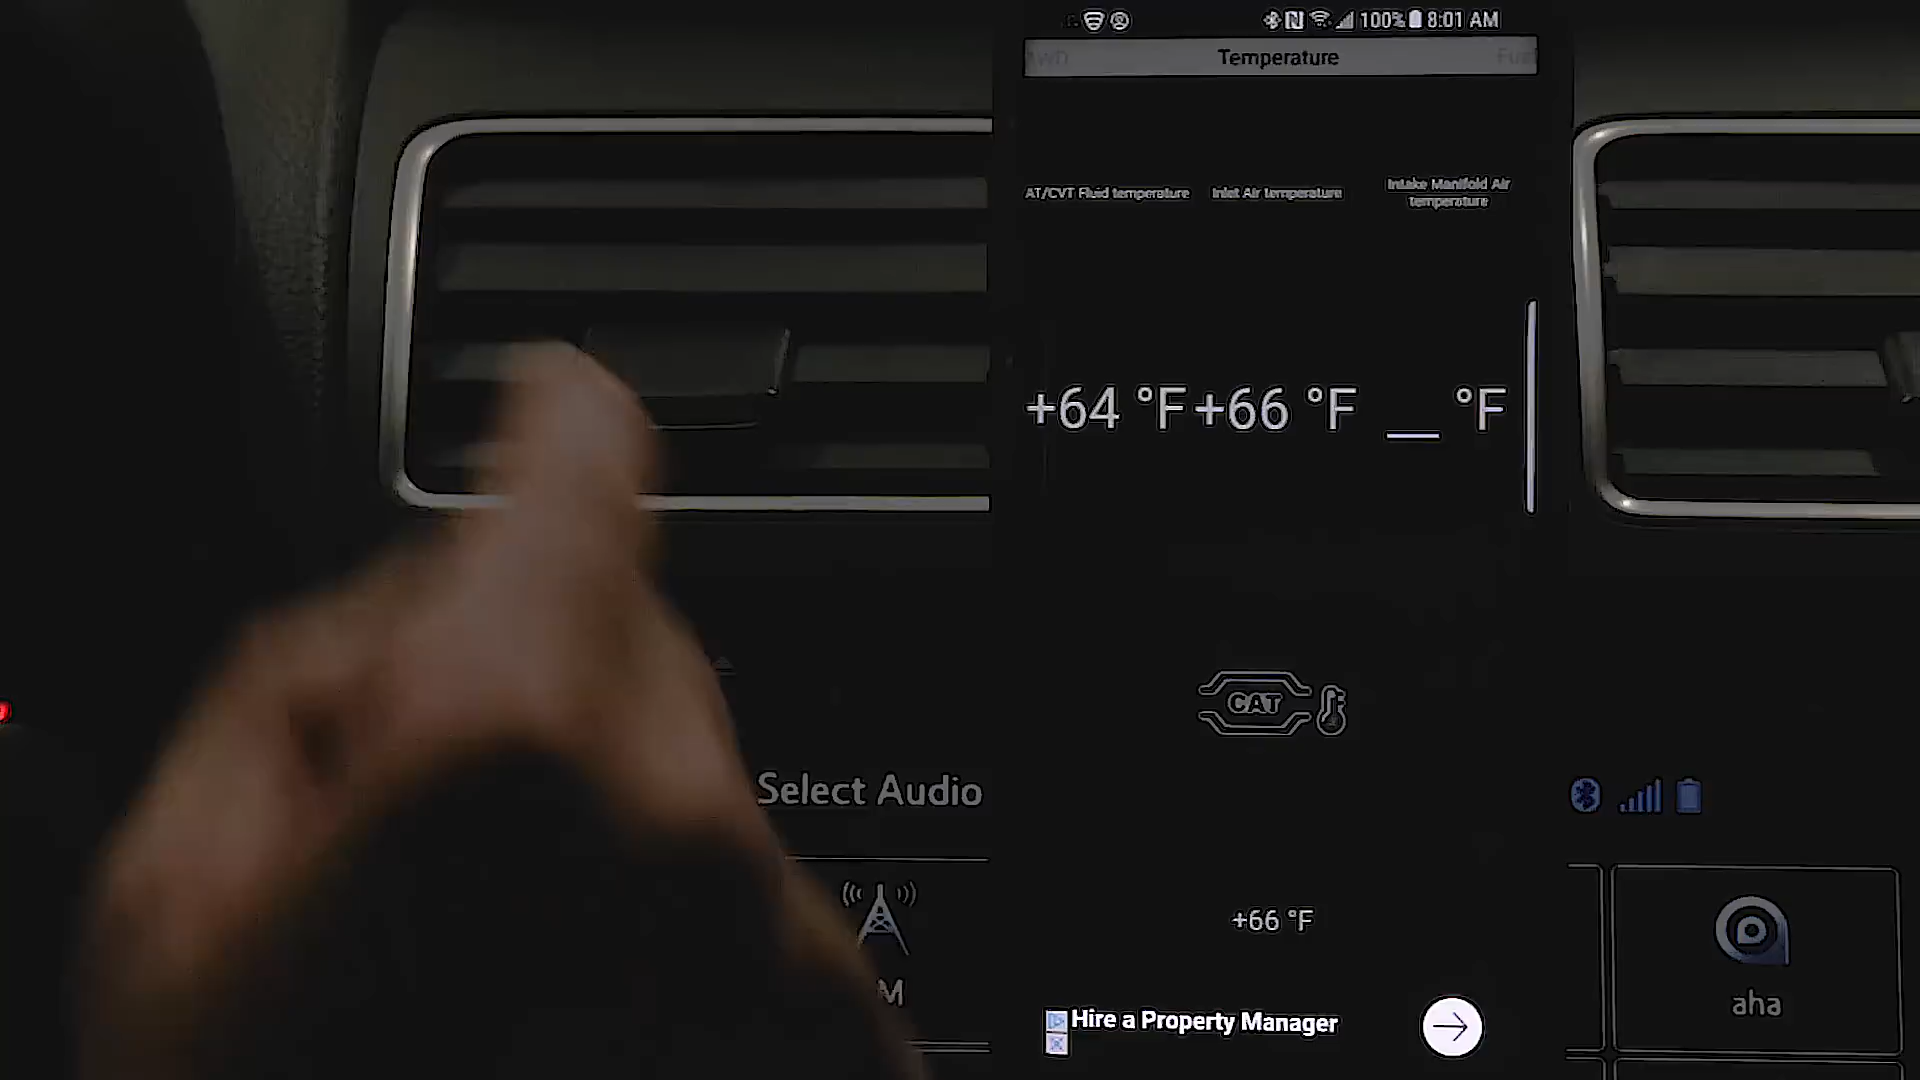 100% 8:01 AM
Temperature
AT/CVT Fluid temperature
Inlet Air temperature
Intake Manifold Air
temperature
+64 °F
+66 °F
__ °F
CAT
Select Audio
+66 °F
aha
Hire a Property Manager